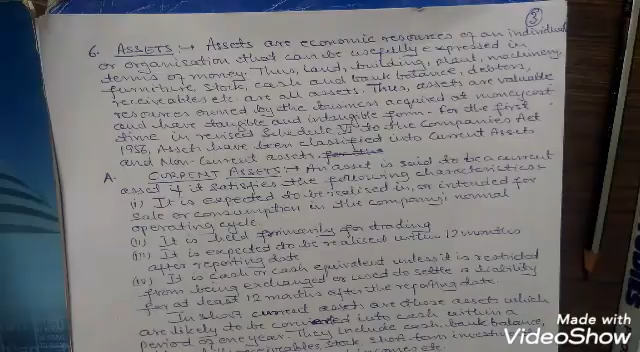 3
6. ASSETS :→ Assets are economic resources of an individual
or organisation that can be usefully expressed in
terms of money. Thus, Land, building, plant, machinery,
furniture, stock, cash and bank balance, debtors,
receivables etc. are all assets. Thus, assets are valuable
resources owned by the business acquired at money cost
and have tangible and intangible form. For the first
time in revised Schedule VI to the Companies Act
1956, Assets have been classified into Current Assets
and Non-Current assets.
A. CURRENT ASSETS :→ An asset is said to be a current
asset if it satisfies the following characteristics
(i) It is expected to be realised in, or intended for
sale or consumption in the company's normal
operating cycle
(ii) It is held primarily for trading
(iii) It is expected to be realised within 12 months
after reporting date
(iv) It is cash or cash equivalent unless it is restricted
from being exchanged or used to settle a liability
for at least 12 months after the reporting date.
In short current assets are those assets which
are likely to be converted into cash within a
period of one year. They include cash, bank balance,
receivables, stock, short term
etc.
Made with
VideoShow